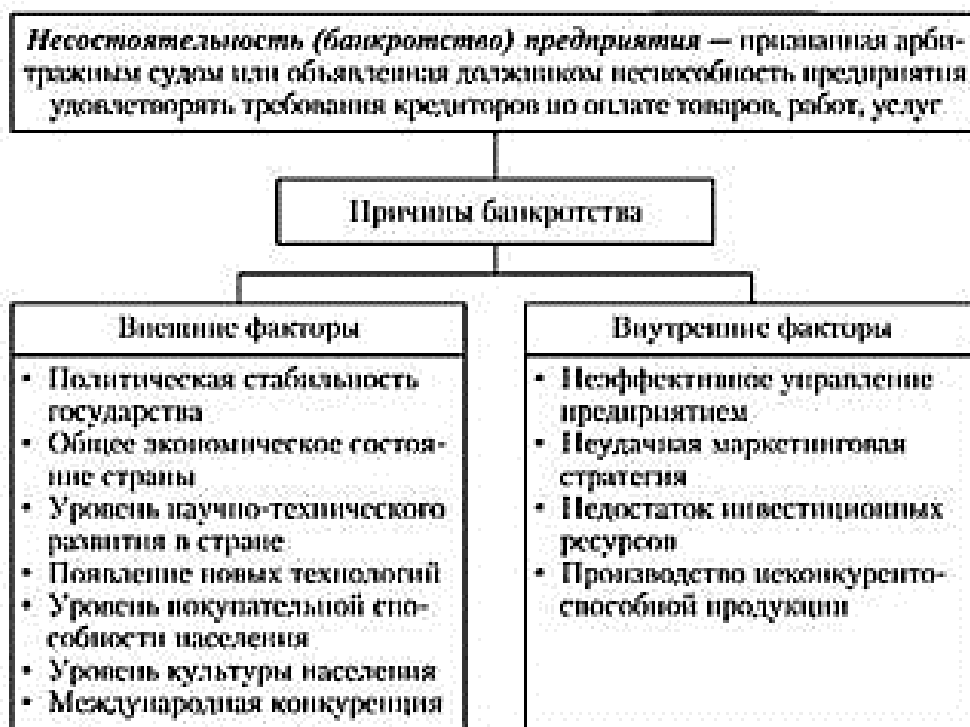 Несостоятельность (банкротство) предприятия — признанная арби-
тражным судом или объявленная должником неспособность предприятия
удовлетворять требования кредиторов по оплате товаров, работ, услуг
Причины банкротства
Внешние факторы
• Политическая стабильность
государства
• Общее экономическое состоя-
ние страны
• Уровень научно-технического
развития в стране
• Появление новых технологий
• Уровень покупательной спо-
собности населения
• Уровень культуры населения
• Международная конкуренция
Внутренние факторы
• Неэффективное управление
предприятием
• Неудачная маркетинговая
стратегия
• Недостаток инвестиционных
ресурсов
• Производство неконкуренто-
способной продукции